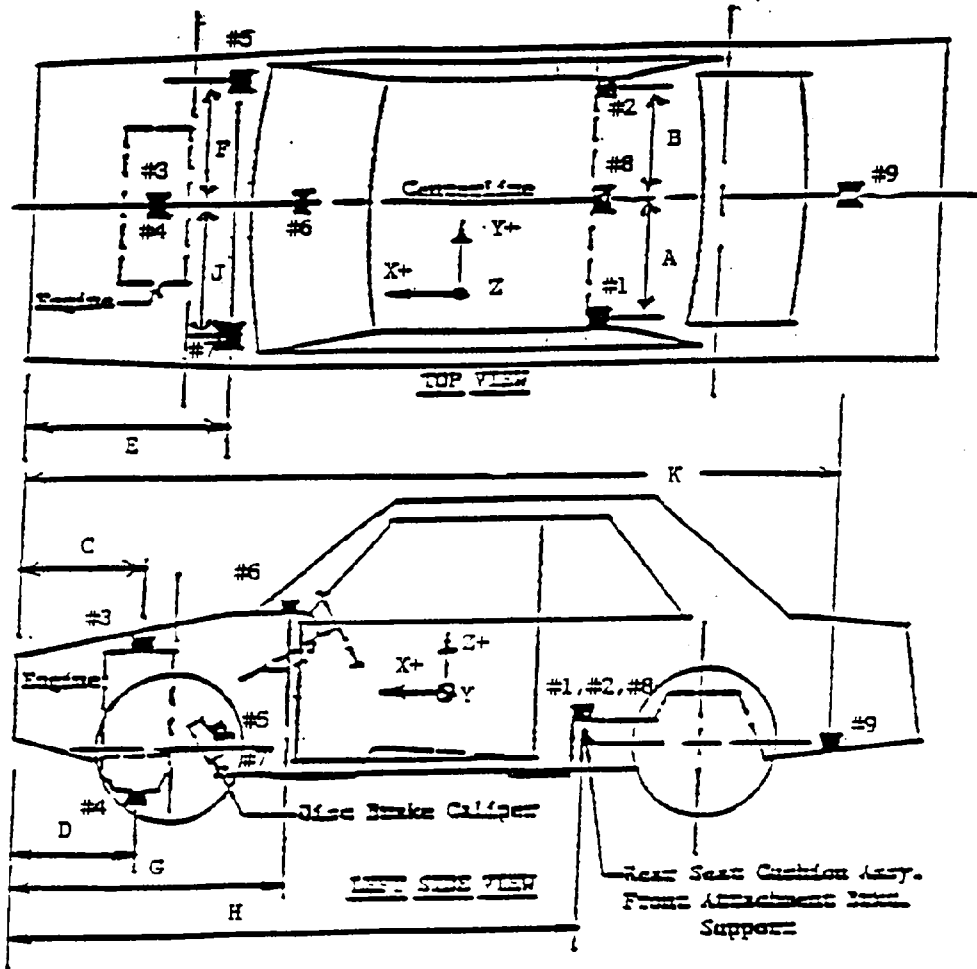 #5
#2
F
B
#3
#8
#9
Centerline
#4
#6
Y+
J
A
X+
Z
#1
Engine
#7
TOP VIEW
E
K
C
#6
#3
Z+
X+
Engine
Y
#1, #2, #8
#5
#9
#7
#4
Disc Brake Caliper
D
G
LEFT SIDE VIEW
Rear Seat Cushion Assy.
H
Front Attachment
Support